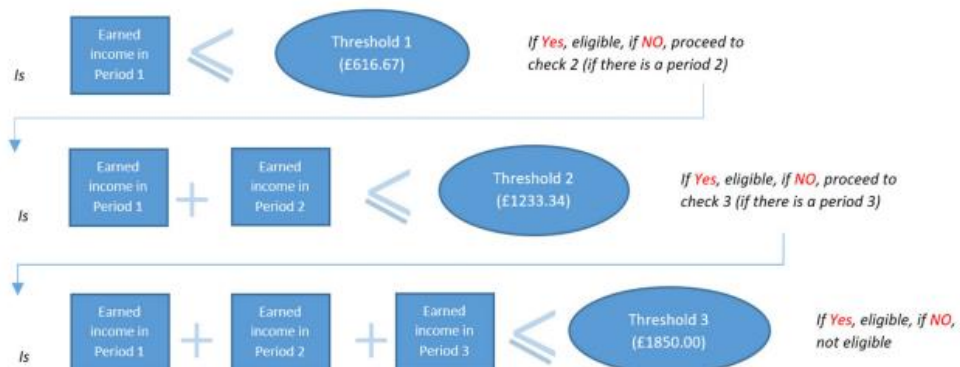 Is
Earned
income in
Period 1
⩽
Threshold 1
(£616.67)
If Yes, eligible, if NO, proceed to
check 2 (if there is a period 2)
Is
Earned
income in
Period 1
+
Earned
income in
Period 2
⩽
Threshold 2
(£1233.34)
If Yes, eligible, if NO, proceed to
check 3 (if there is a period 3)
Is
Earned
income in
Period 1
+
Earned
income in
Period 2
+
Earned
income in
Period 3
⩽
Threshold 3
(£1850.00)
If Yes, eligible, if NO,
not eligible